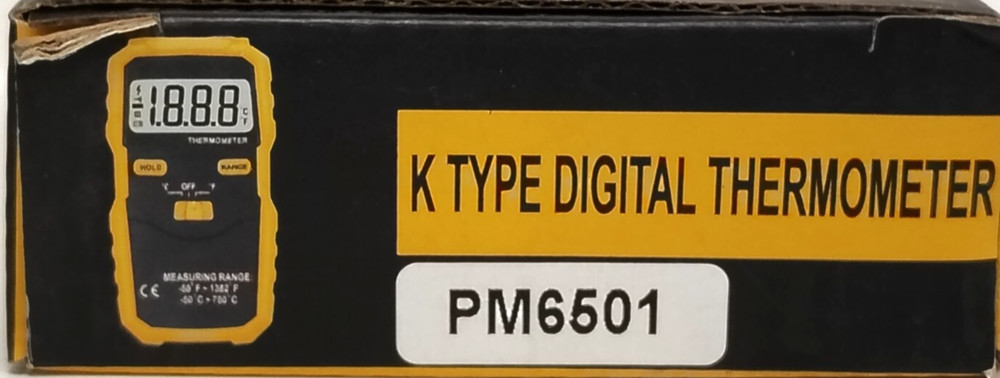 1.8.8.8
°C
°F
THERMOMETER
HOLD
RANGE
°C OFF °F
MEASURING RANGE:
-58°F~1382°F
-50°C~750°C
CE
K TYPE DIGITAL THERMOMETER
PM6501